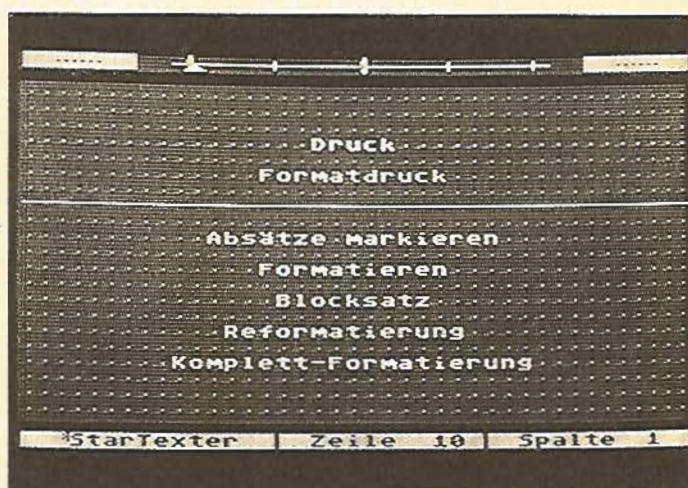 Druck
Formatdruck
Absätze markieren
Formatieren
Blocksatz
Reformatierung
Komplett-Formatierung
*StarTexter Zeile 10 Spalte 1